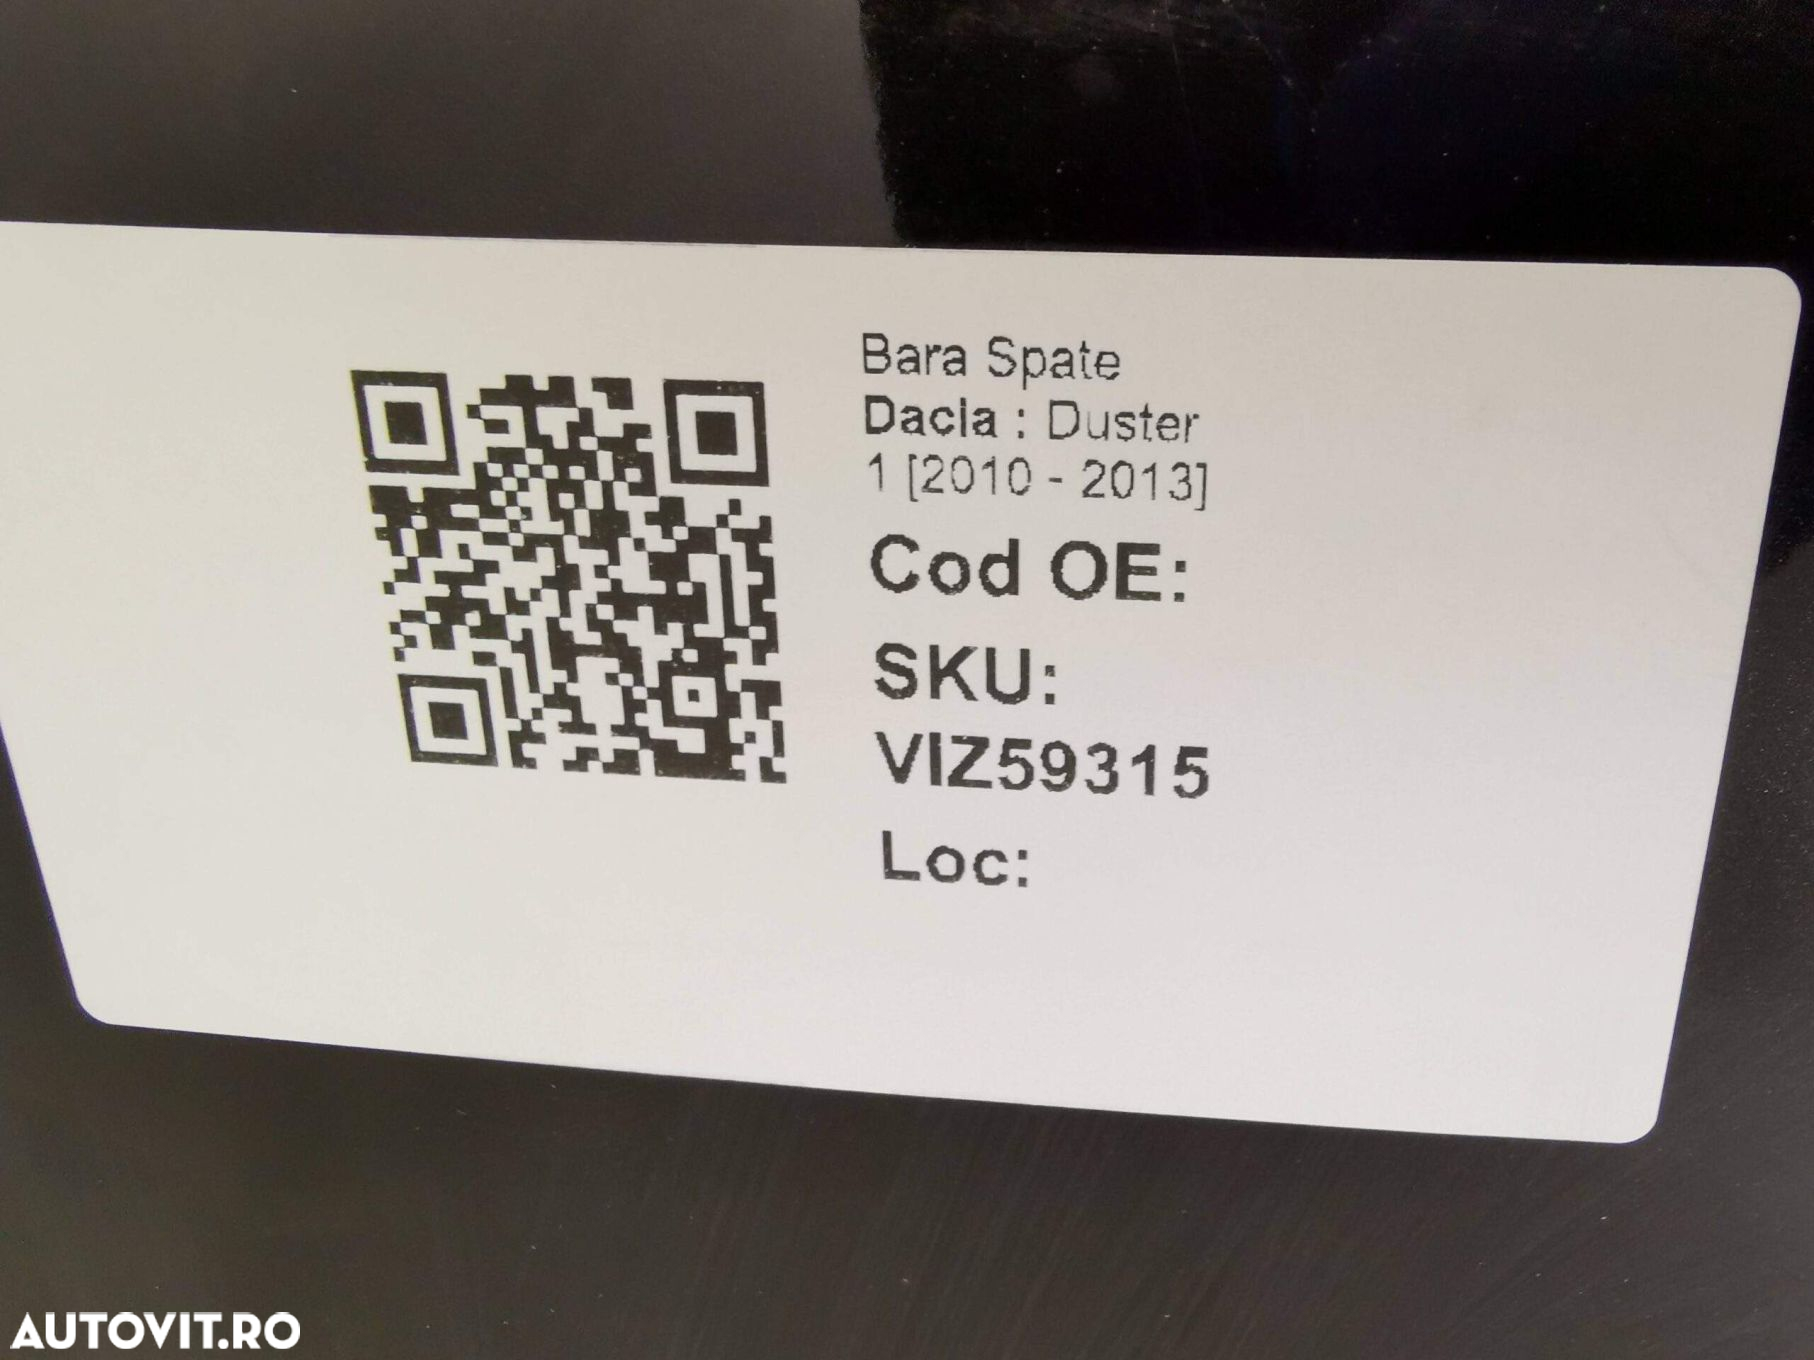 Bara Spate
Dacia : Duster
1 [2010 - 2013]
Cod OE:
SKU:
VIZ59315
Loc:
AUTOVIT.RO